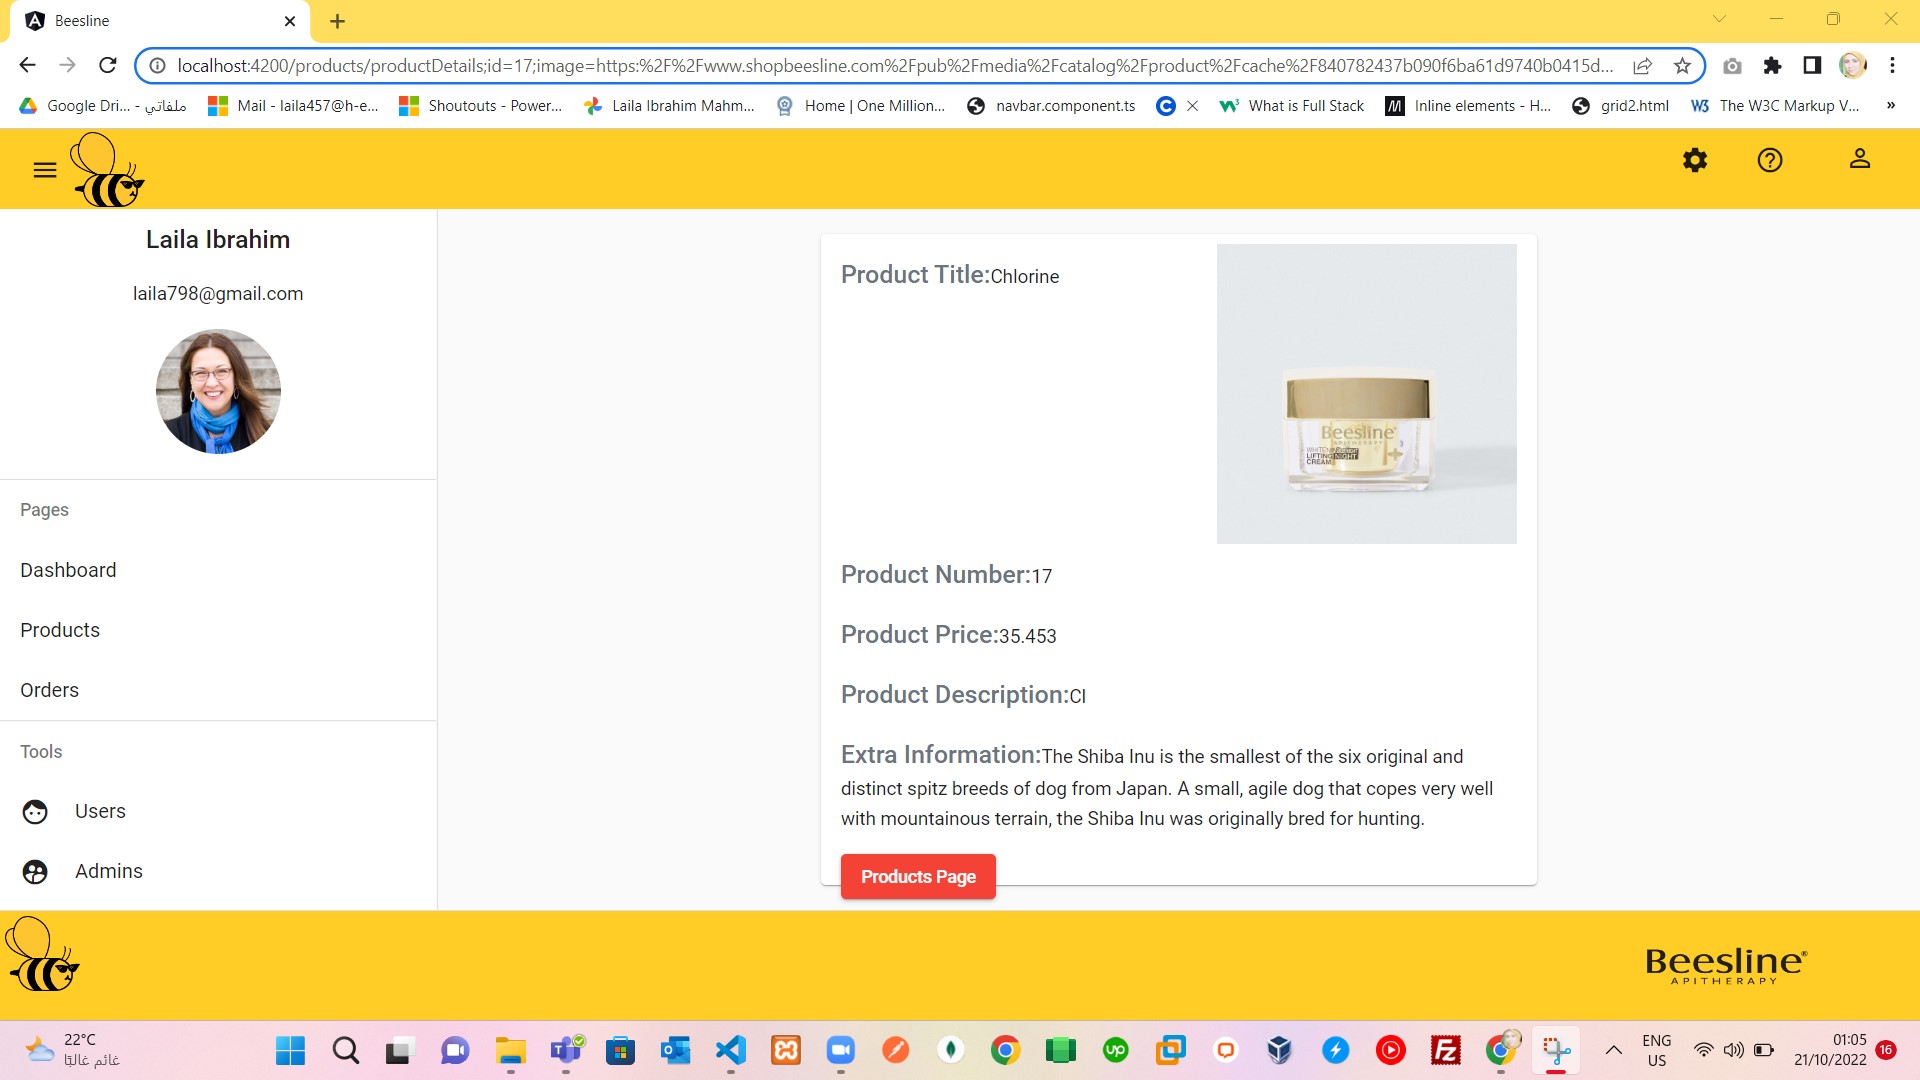 Beesline
localhost:4200/products/productDetails;id=17;image=https:%2F%2Fwww.shopbeesline.com%2Fpub%2Fmedia%2Fcatalog%2Fproduct%2Fcache%2F840782437b090f6ba61d9740b0415d...
Google Dri... - ملفاتي
Mail - laila457@h-e...
Shoutouts - Power...
Laila Ibrahim Mahm...
Home | One Million...
navbar.component.ts
What is Full Stack
Inline elements - H...
grid2.html
The W3C Markup V...
»
Laila Ibrahim
laila798@gmail.com
Pages
Dashboard
Products
Orders
Tools
Users
Admins
Product Title:Chlorine
Beesline
APITHERAPY
LIFTING NIGHT
CREAM
Product Number:17
Product Price:35.453
Product Description:Cl
Extra Information:The Shiba Inu is the smallest of the six original and
distinct spitz breeds of dog from Japan. A small, agile dog that copes very well
with mountainous terrain, the Shiba Inu was originally bred for hunting.
Products Page
Beesline®
APITHERAPY
22°C
غائم غالبًا
ENG
US
01:05
21/10/2022
16